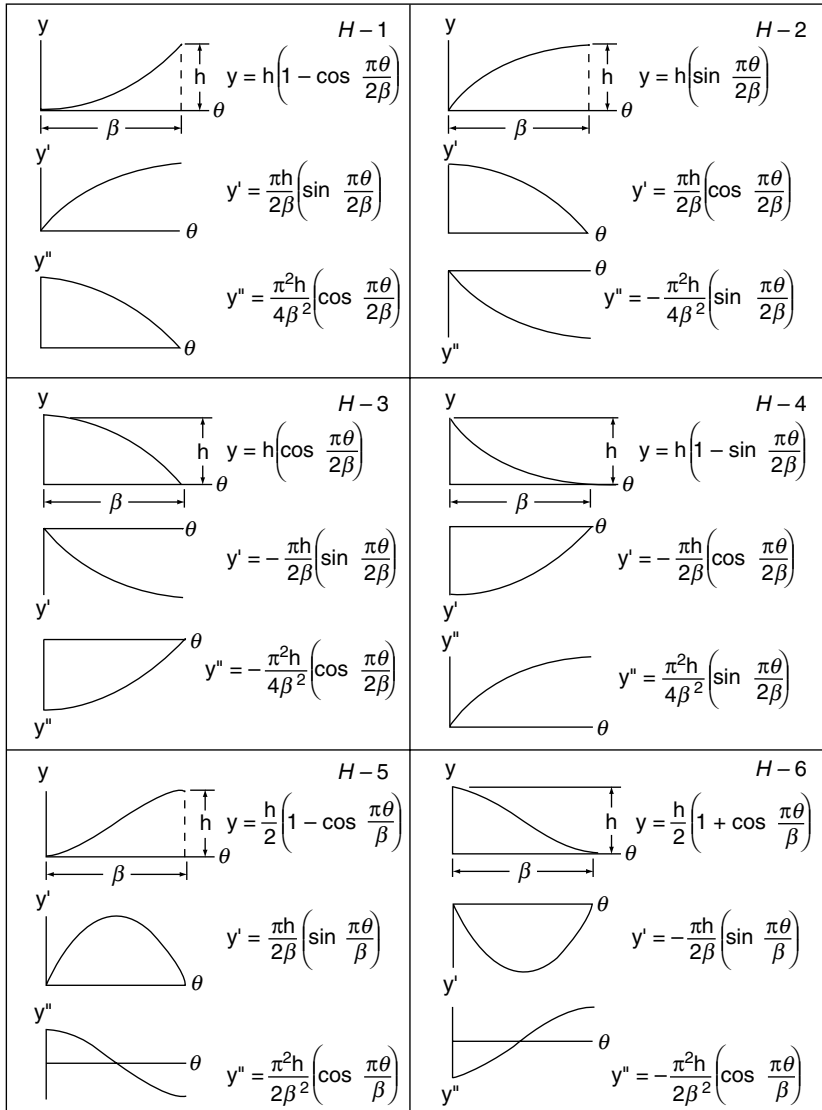 H – 1
y
h
y = h(1 – cos πθ/2β)
θ
β
y'
y' = πh/2β (sin πθ/2β)
θ
y"
y" = π²h/4β² (cos πθ/2β)
θ
H – 2
y
h
y = h(sin πθ/2β)
θ
β
y' = πh/2β (cos πθ/2β)
θ
θ
y" = – π²h/4β² (sin πθ/2β)
y"
H – 3
y
h
y = h(cos πθ/2β)
θ
β
θ
y' = – πh/2β (sin πθ/2β)
y'
θ
y" = – π²h/4β² (cos πθ/2β)
y"
H – 4
y
h
y = h(1 – sin πθ/2β)
θ
β
θ
y' = – πh/2β (cos πθ/2β)
y'
y"
y" = π²h/4β² (sin πθ/2β)
θ
H – 5
y
h
y = h/2 (1 – cos πθ/β)
θ
β
y'
y' = πh/2β (sin πθ/β)
θ
y"
θ
y" = π²h/2β² (cos πθ/β)
H – 6
y
h
y = h/2 (1 + cos πθ/β)
θ
β
θ
y' = – πh/2β (sin πθ/β)
y'
θ
y" = – π²h/2β² (cos πθ/β)
y"